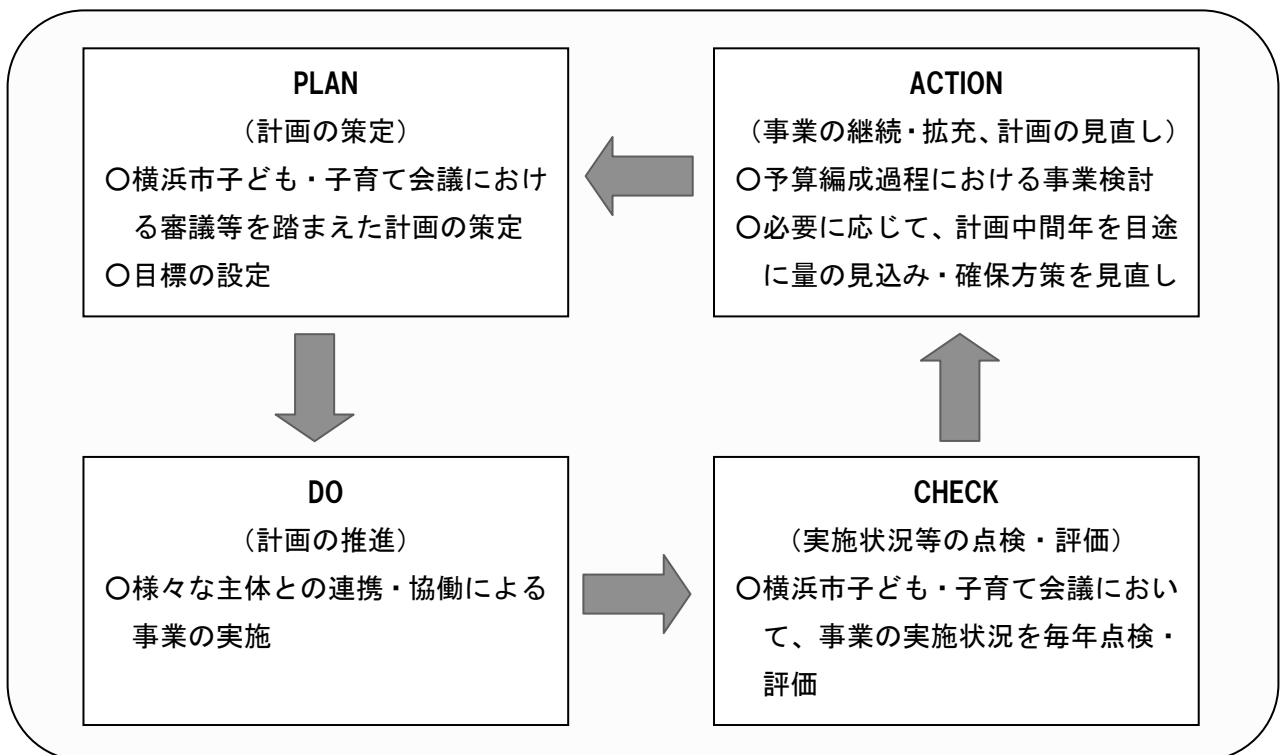 PLAN
（計画の策定）
○横浜市子ども・子育て会議におけ
る審議等を踏まえた計画の策定
○目標の設定
DO
（計画の推進）
○様々な主体との連携・協働による
事業の実施
CHECK
（実施状況等の点検・評価）
○横浜市子ども・子育て会議におい
て、事業の実施状況を毎年点検・
評価
ACTION
（事業の継続・拡充、計画の見直し）
○予算編成過程における事業検討
○必要に応じて、計画中間年を目途
に量の見込み・確保方策を見直し